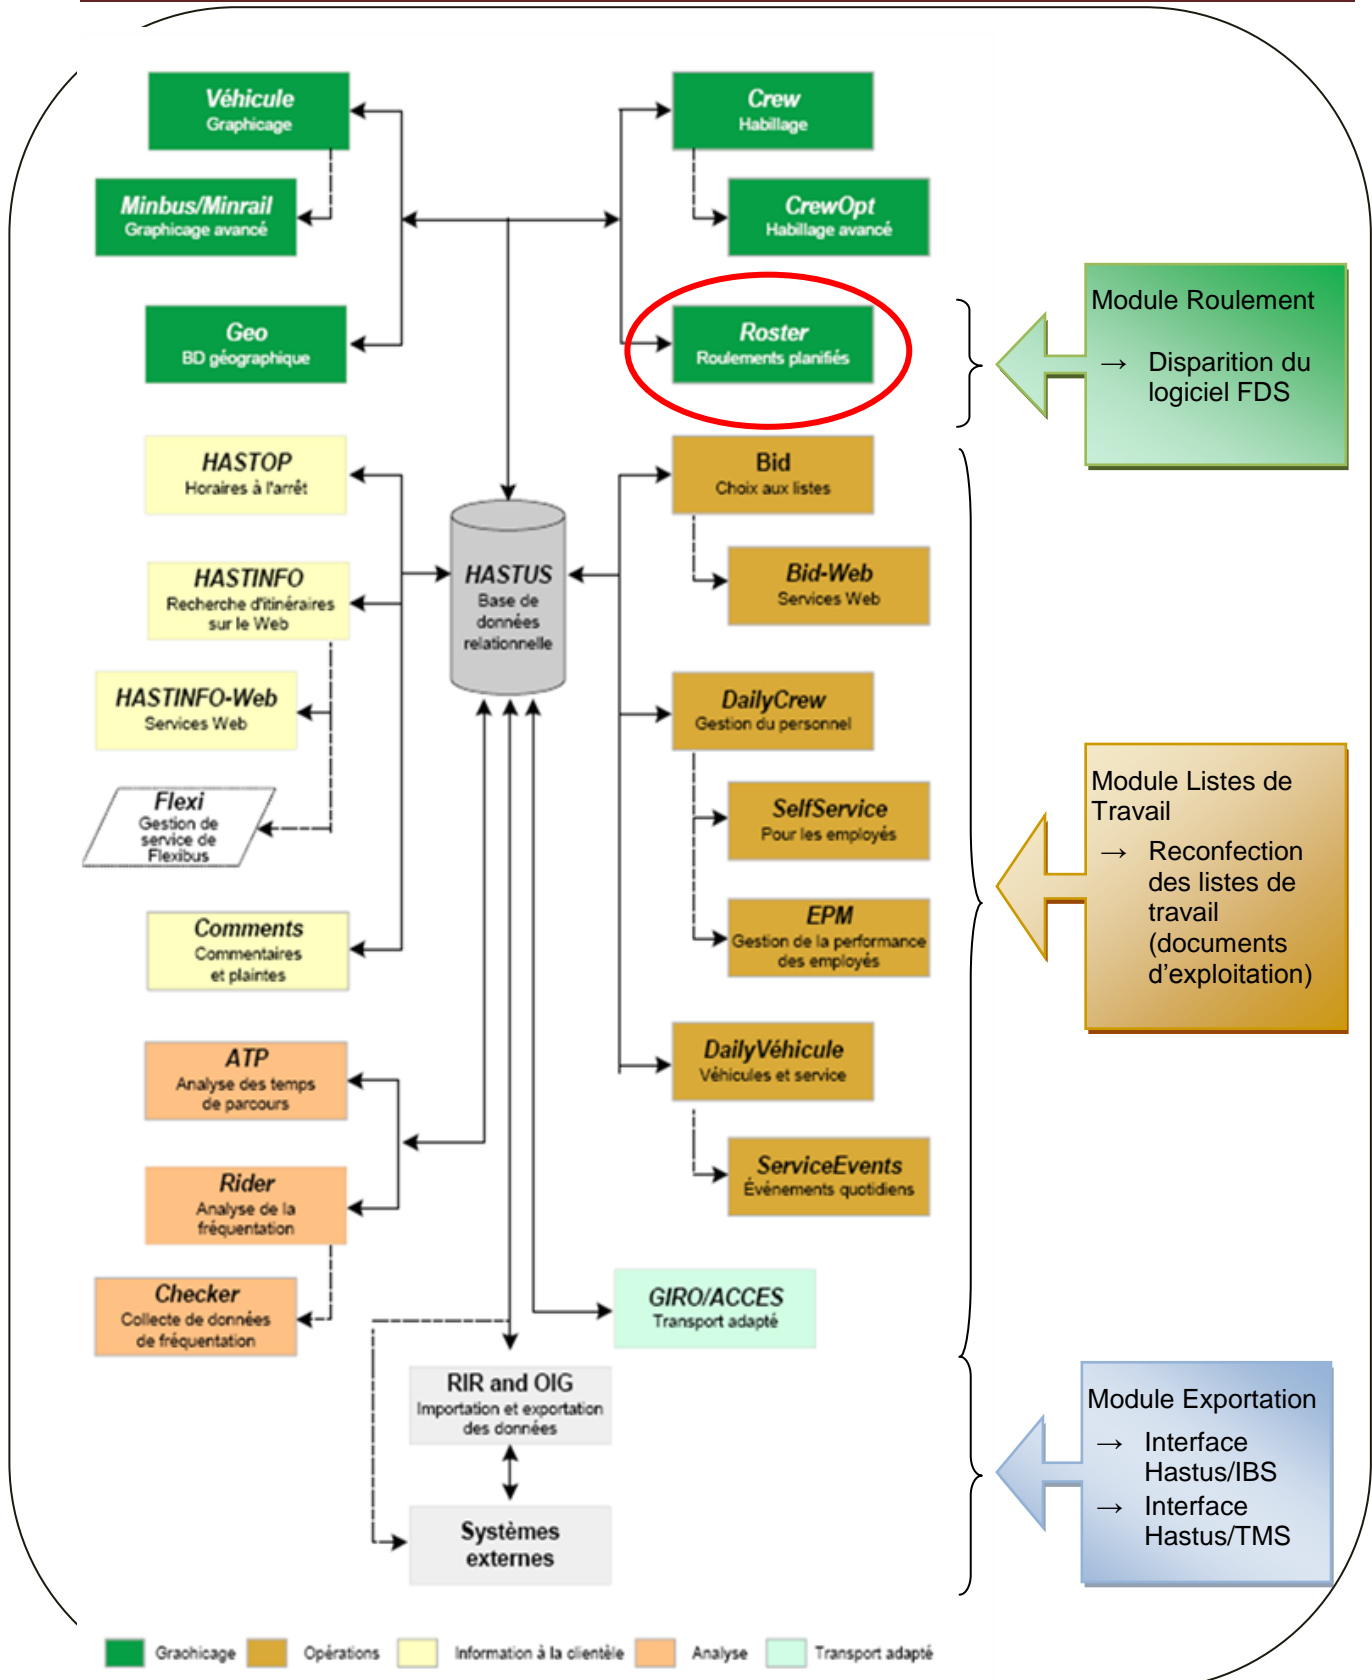 Véhicule
Graphicage
Minbus/Minrail
Graphicage avancé
Geo
BD géographique
Crew
Habillage
CrewOpt
Habillage avancé
Roster
Roulements planifiés
Module Roulement
→ Disparition du
logiciel FDS
HASTOP
Horaires à l'arrêt
HASTINFO
Recherche d'itinéraires
sur le Web
HASTINFO-Web
Services Web
Flexi
Gestion de
service de
Flexibus
Comments
Commentaires
et plaintes
HASTUS
Base de
données
relationnelle
Bid
Choix aux listes
Bid-Web
Services Web
DailyCrew
Gestion du personnel
SelfService
Pour les employés
EPM
Gestion de la performance
des employés
DailyVéhicule
Véhicules et service
ServiceEvents
Événements quotidiens
Module Listes de
Travail
→ Reconfection
des listes de
travail
(documents
d'exploitation)
ATP
Analyse des temps
de parcours
Rider
Analyse de la
fréquentation
Checker
Collecte de données
de fréquentation
GIRO/ACCES
Transport adapté
RIR and OIG
Importation et exportation
des données
Systèmes
externes
Module Exportation
→ Interface
Hastus/IBS
→ Interface
Hastus/TMS
Graohicage
Opérations
Information à la clientèle
Analyse
Transport adapté